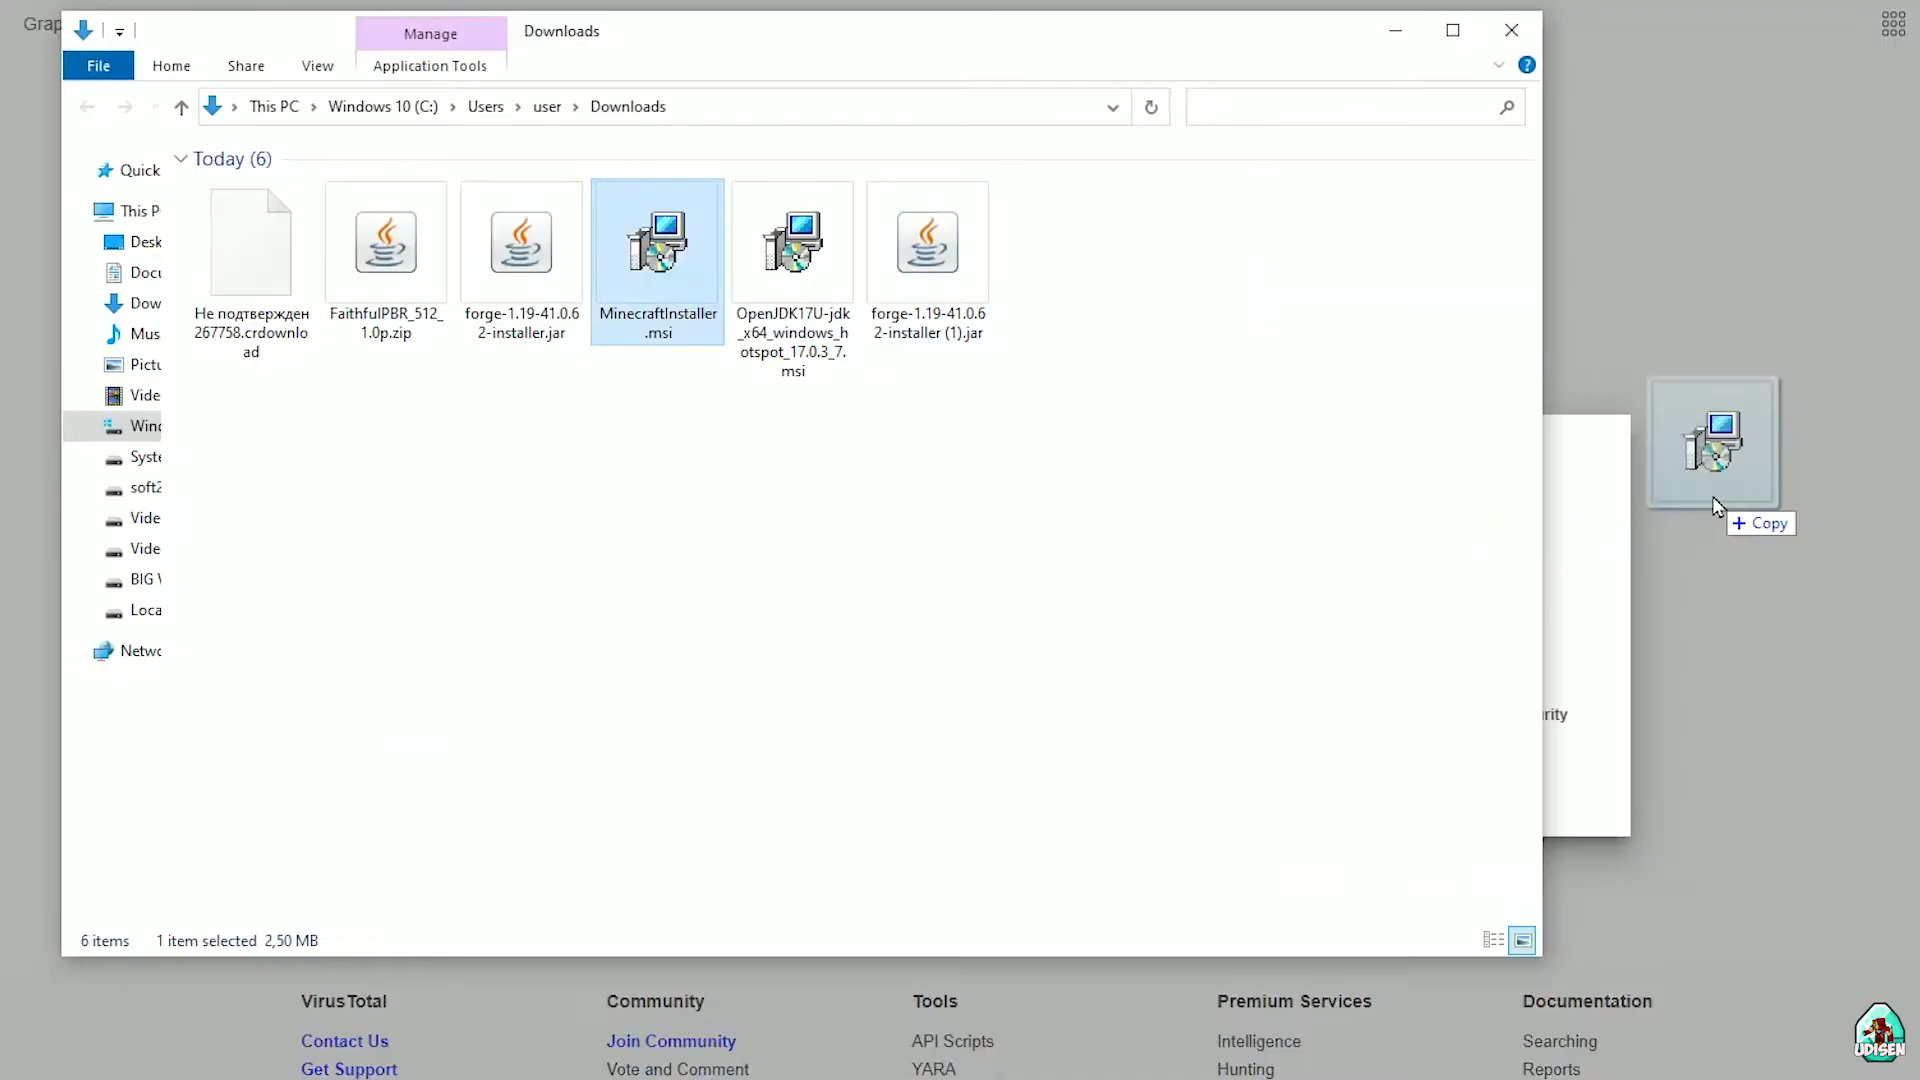 Grap
Manage
Downloads
File
Home
Share
View
Application Tools
This PC
Windows 10 (C:)
Users
user
Downloads
Today (6)
Quick
This P
Desk
Docu
Dow
Mus
Pictu
Vide
Wind
Syste
soft2
Vide
Vide
BIG
Loca
Netwo
Не подтвержден
267758.crdownlo
ad
FaithfulPBR_512_
1.0p.zip
forge-1.19-41.0.6
2-installer.jar
MinecraftInstaller
.msi
OpenJDK17U-jdk
_x64_windows_h
otspot_17.0.3_7.
msi
forge-1.19-41.0.6
2-installer (1).jar
+ Copy
rity
6 items
1 item selected 2,50 MB
VirusTotal
Community
Tools
Premium Services
Documentation
Contact Us
Join Community
API Scripts
Intelligence
Searching
Get Support
Vote and Comment
YARA
Hunting
Reports
UDISEN